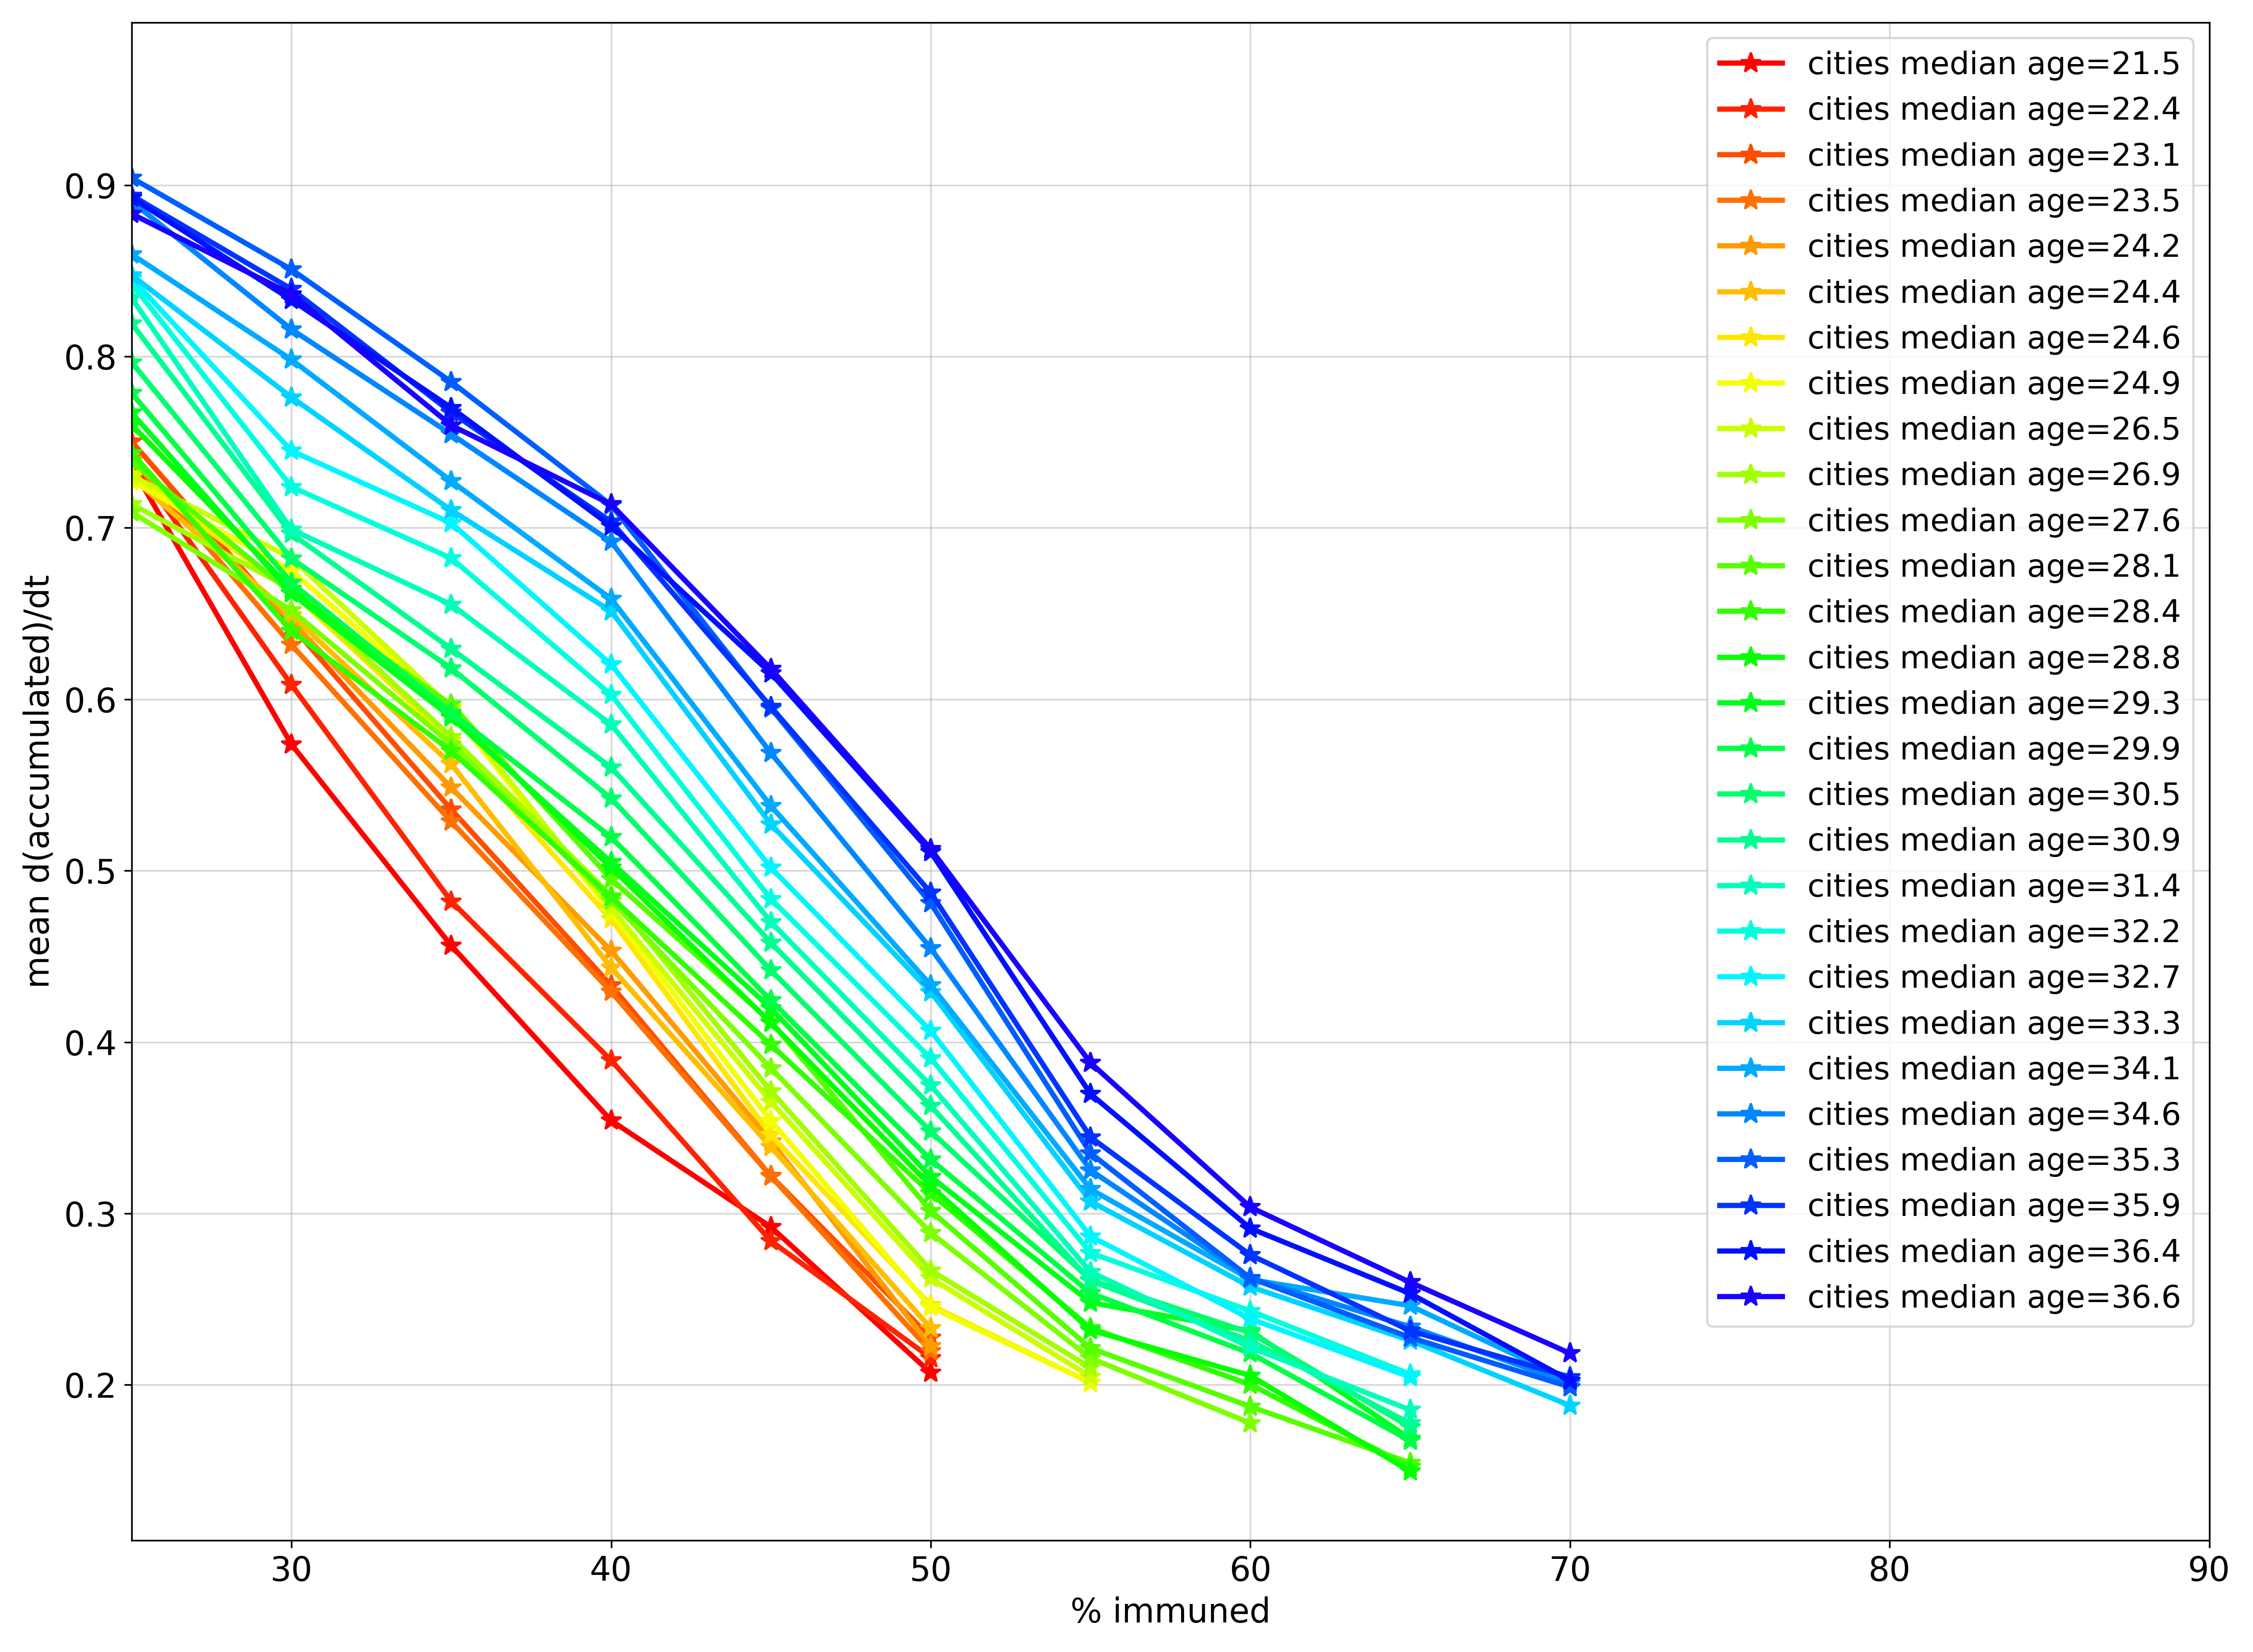 mean d(accumulated)/dt
0.9
0.8
0.7
0.6
0.5
0.4
0.3
0.2
30 40 50 60 70 80 90
% immuned
cities median age=21.5
cities median age=22.4
cities median age=23.1
cities median age=23.5
cities median age=24.2
cities median age=24.4
cities median age=24.6
cities median age=24.9
cities median age=26.5
cities median age=26.9
cities median age=27.6
cities median age=28.1
cities median age=28.4
cities median age=28.8
cities median age=29.3
cities median age=29.9
cities median age=30.5
cities median age=30.9
cities median age=31.4
cities median age=32.2
cities median age=32.7
cities median age=33.3
cities median age=34.1
cities median age=34.6
cities median age=35.3
cities median age=35.9
cities median age=36.4
cities median age=36.6